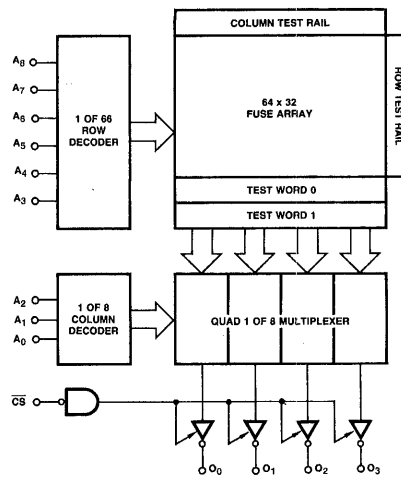 COLUMN TEST RAIL
ROW TEST RAIL
A8
A7
A6
A5
A4
A3
1 OF 66
ROW
DECODER
64 x 32
FUSE ARRAY
TEST WORD 0
TEST WORD 1
A2
A1
A0
1 OF 8
COLUMN
DECODER
QUAD 1 OF 8 MULTIPLEXER
CS
O0
O1
O2
O3